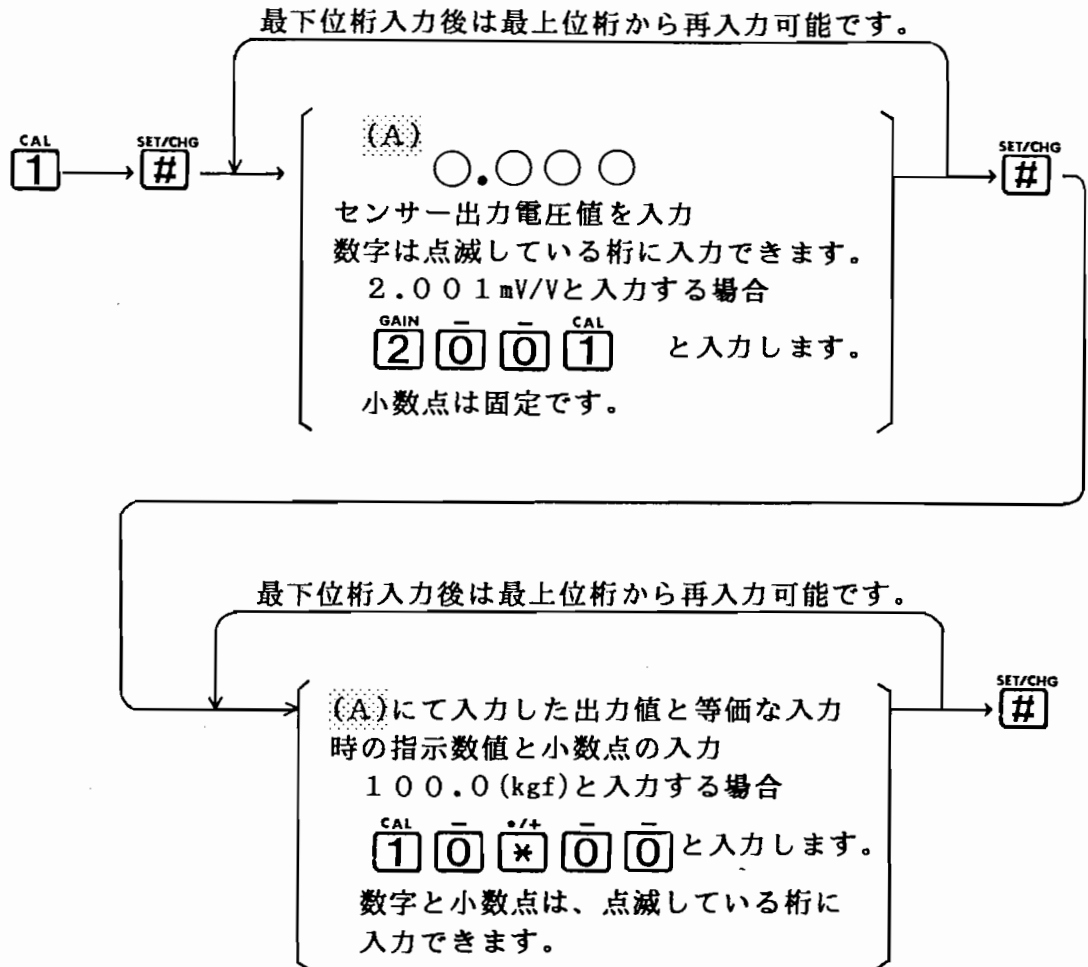 最下位桁入力後は最上位桁から再入力可能です。
CAL SET/CHG SET/CHG
1 # #
(A)
○.○○○
センサー出力電圧値を入力
数字は点滅している桁に入力できます。
2.001mV/Vと入力する場合
GAIN — — CAL
2 0 0 1 と入力します。
小数点は固定です。
最下位桁入力後は最上位桁から再入力可能です。
SET/CHG
#
(A)にて入力した出力値と等価な入力
時の指示数値と小数点の入力
100.0(kgf)と入力する場合
CAL — •/+ — —
1 0 * 0 0 と入力します。
数字と小数点は、点滅している桁に
入力できます。